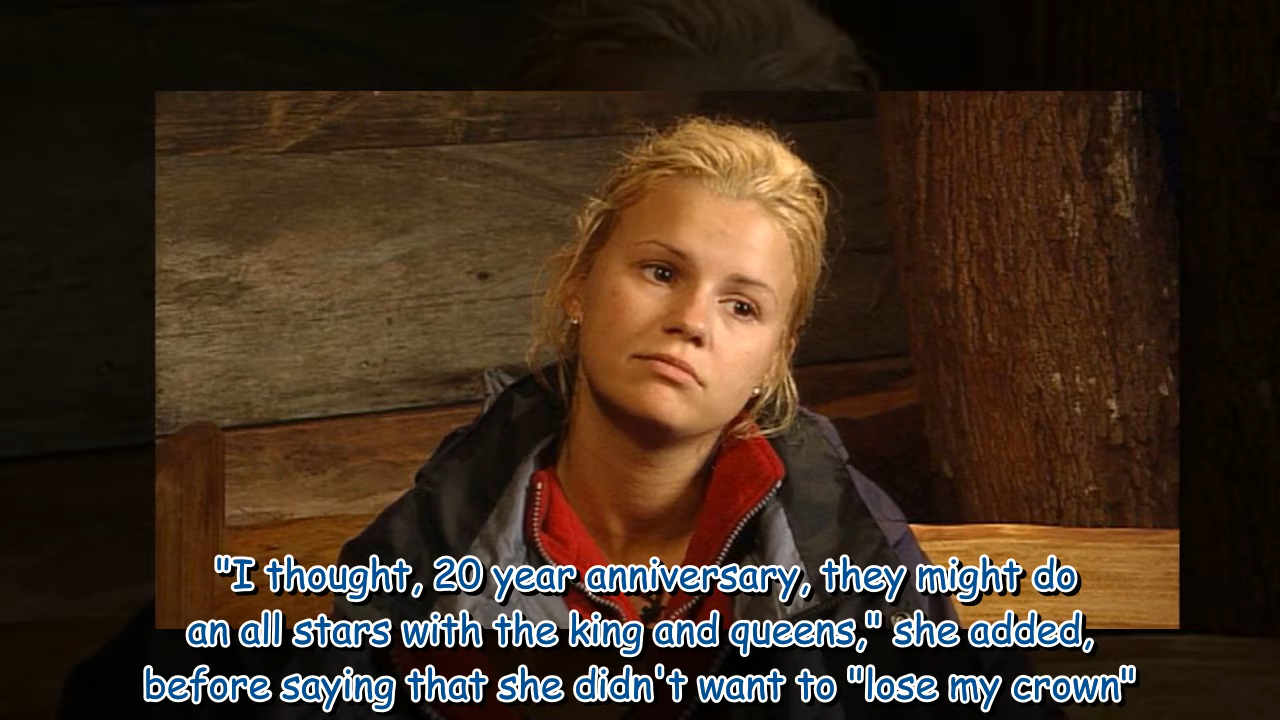 "I thought, 20 year anniversary, they might do
an all stars with the king and queens," she added,
before saying that she didn't want to "lose my crown"